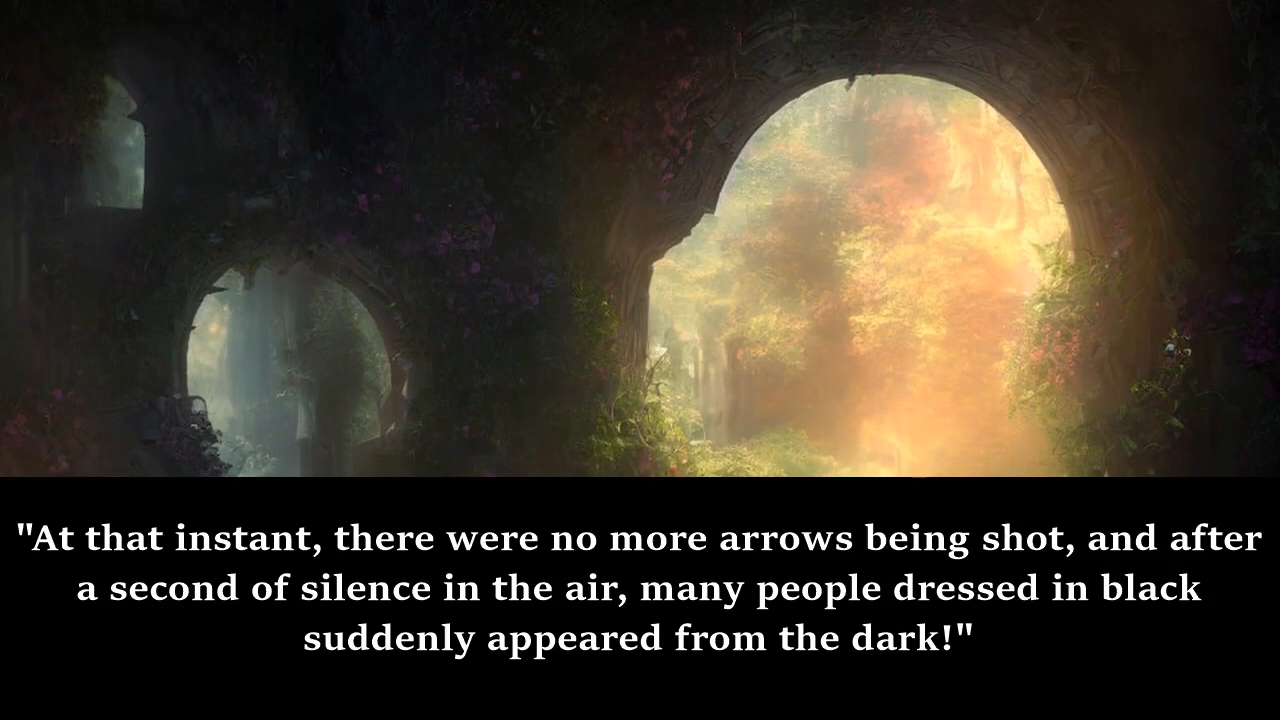 "At that instant, there were no more arrows being shot, and after
a second of silence in the air, many people dressed in black
suddenly appeared from the dark!"